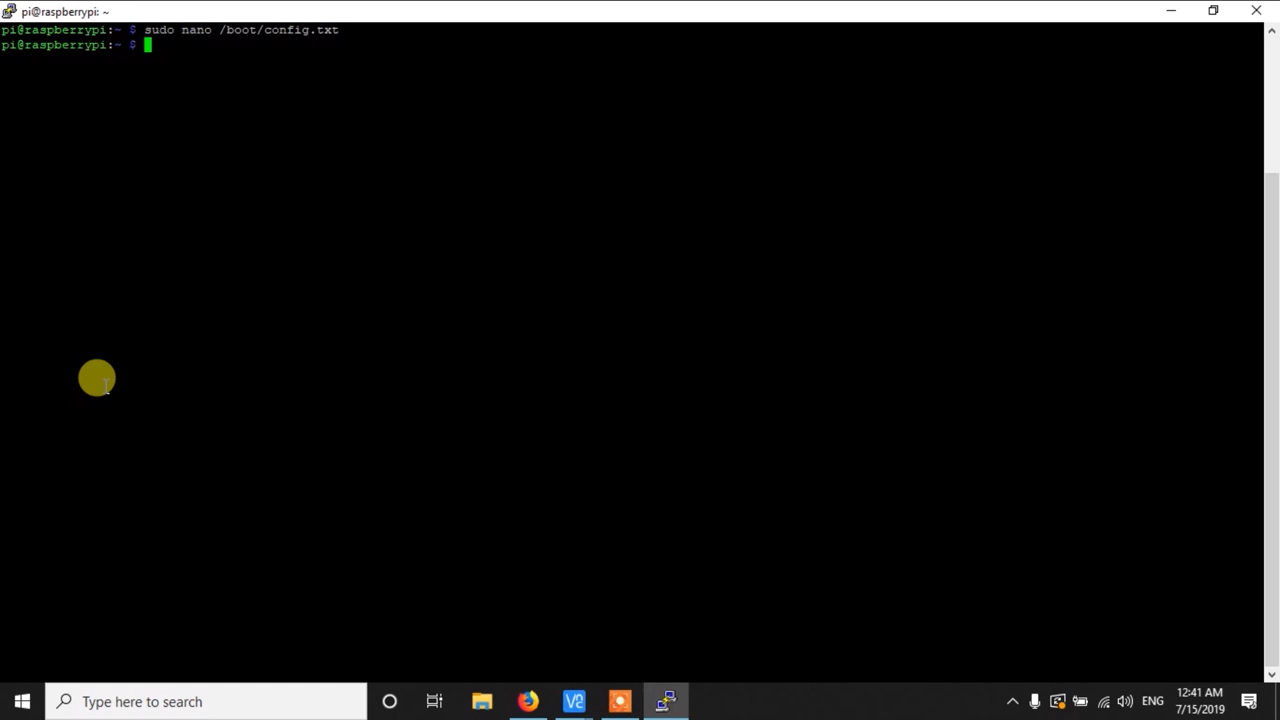 pi@raspberrypi: ~
pi@raspberrypi:~ $ sudo nano /boot/config.txt
pi@raspberrypi:~ $
Type here to search
ENG
12:41 AM
7/15/2019